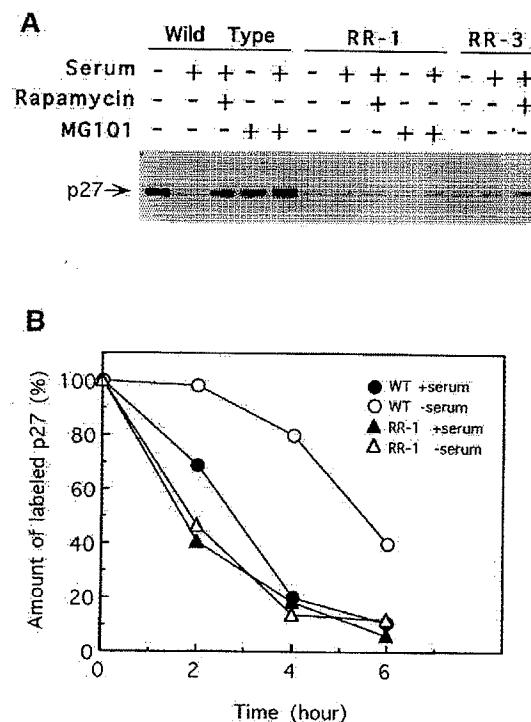 A
Wild Type RR-1 RR-3
Serum - + + - + - + + - + - + +
Rapamycin - - + - - - - + - - - - +
MG101 - - - + + - - - + + - - -
p27→
B
100
80
60
40
20
0
Amount of labeled p27 (%)
● WT +serum
○ WT -serum
▲ RR-1 +serum
△ RR-1 -serum
0 2 4 6
Time (hour)